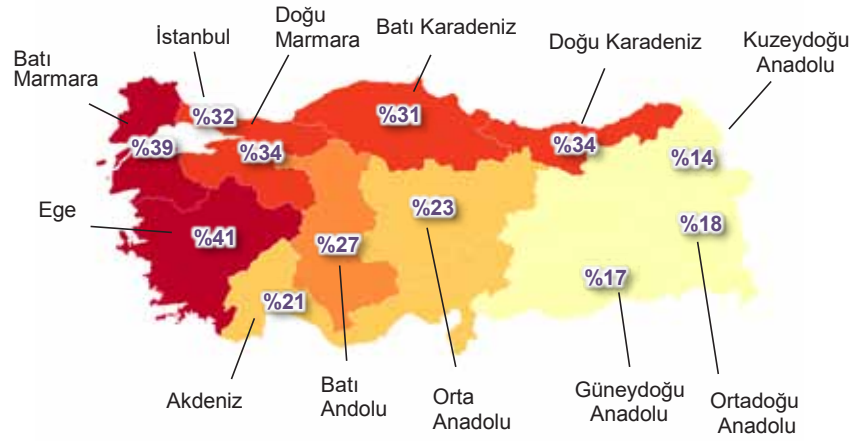 İstanbul
Doğu
Marmara
Batı Karadeniz
Doğu Karadeniz
Kuzeydoğu
Anadolu
Batı
Marmara
%32
%31
%39
%34
%34
%14
Ege
%41
%27
%23
%18
%21
%17
Akdeniz
Batı
Andolu
Orta
Anadolu
Güneydoğu
Anadolu
Ortadoğu
Anadolu